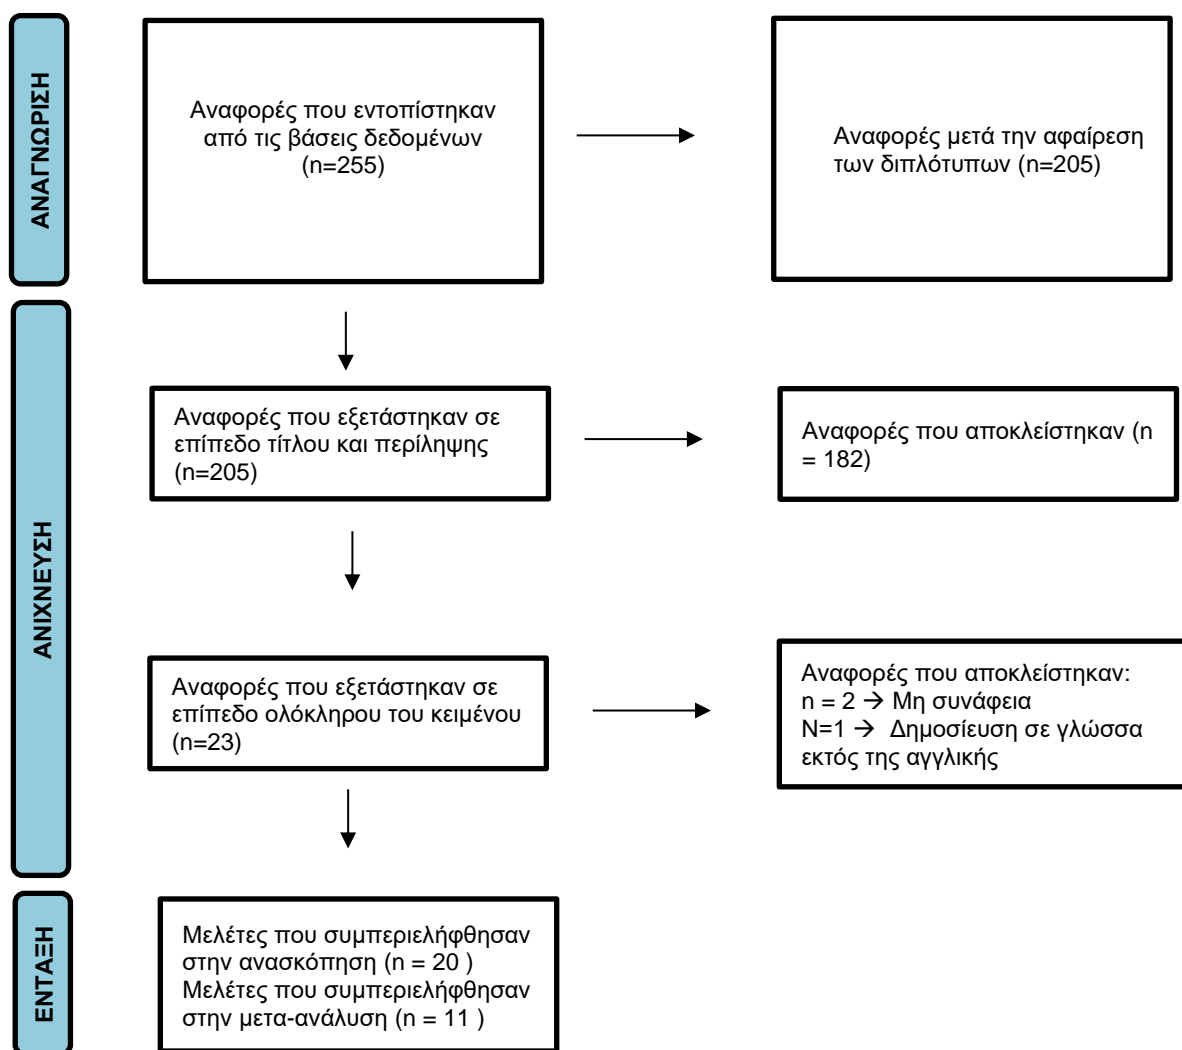 ΑΝΑΓΝΩΡΙΣΗ
Αναφορές που εντοπίστηκαν
από τις βάσεις δεδομένων
(n=255)
Αναφορές μετά την αφαίρεση
των διπλότυπων (n=205)
ΑΝΙΧΝΕΥΣΗ
Αναφορές που εξετάστηκαν σε
επίπεδο τίτλου και περίληψης
(n=205)
Αναφορές που αποκλείστηκαν (n
= 182)
Αναφορές που εξετάστηκαν σε
επίπεδο ολόκληρου του κειμένου
(n=23)
Αναφορές που αποκλείστηκαν:
n = 2 → Μη συνάφεια
N=1 → Δημοσίευση σε γλώσσα
εκτός της αγγλικής
ΕΝΤΑΞΗ
Μελέτες που συμπεριελήφθησαν
στην ανασκόπηση (n = 20 )
Μελέτες που συμπεριελήφθησαν
στην μετα-ανάλυση (n = 11 )